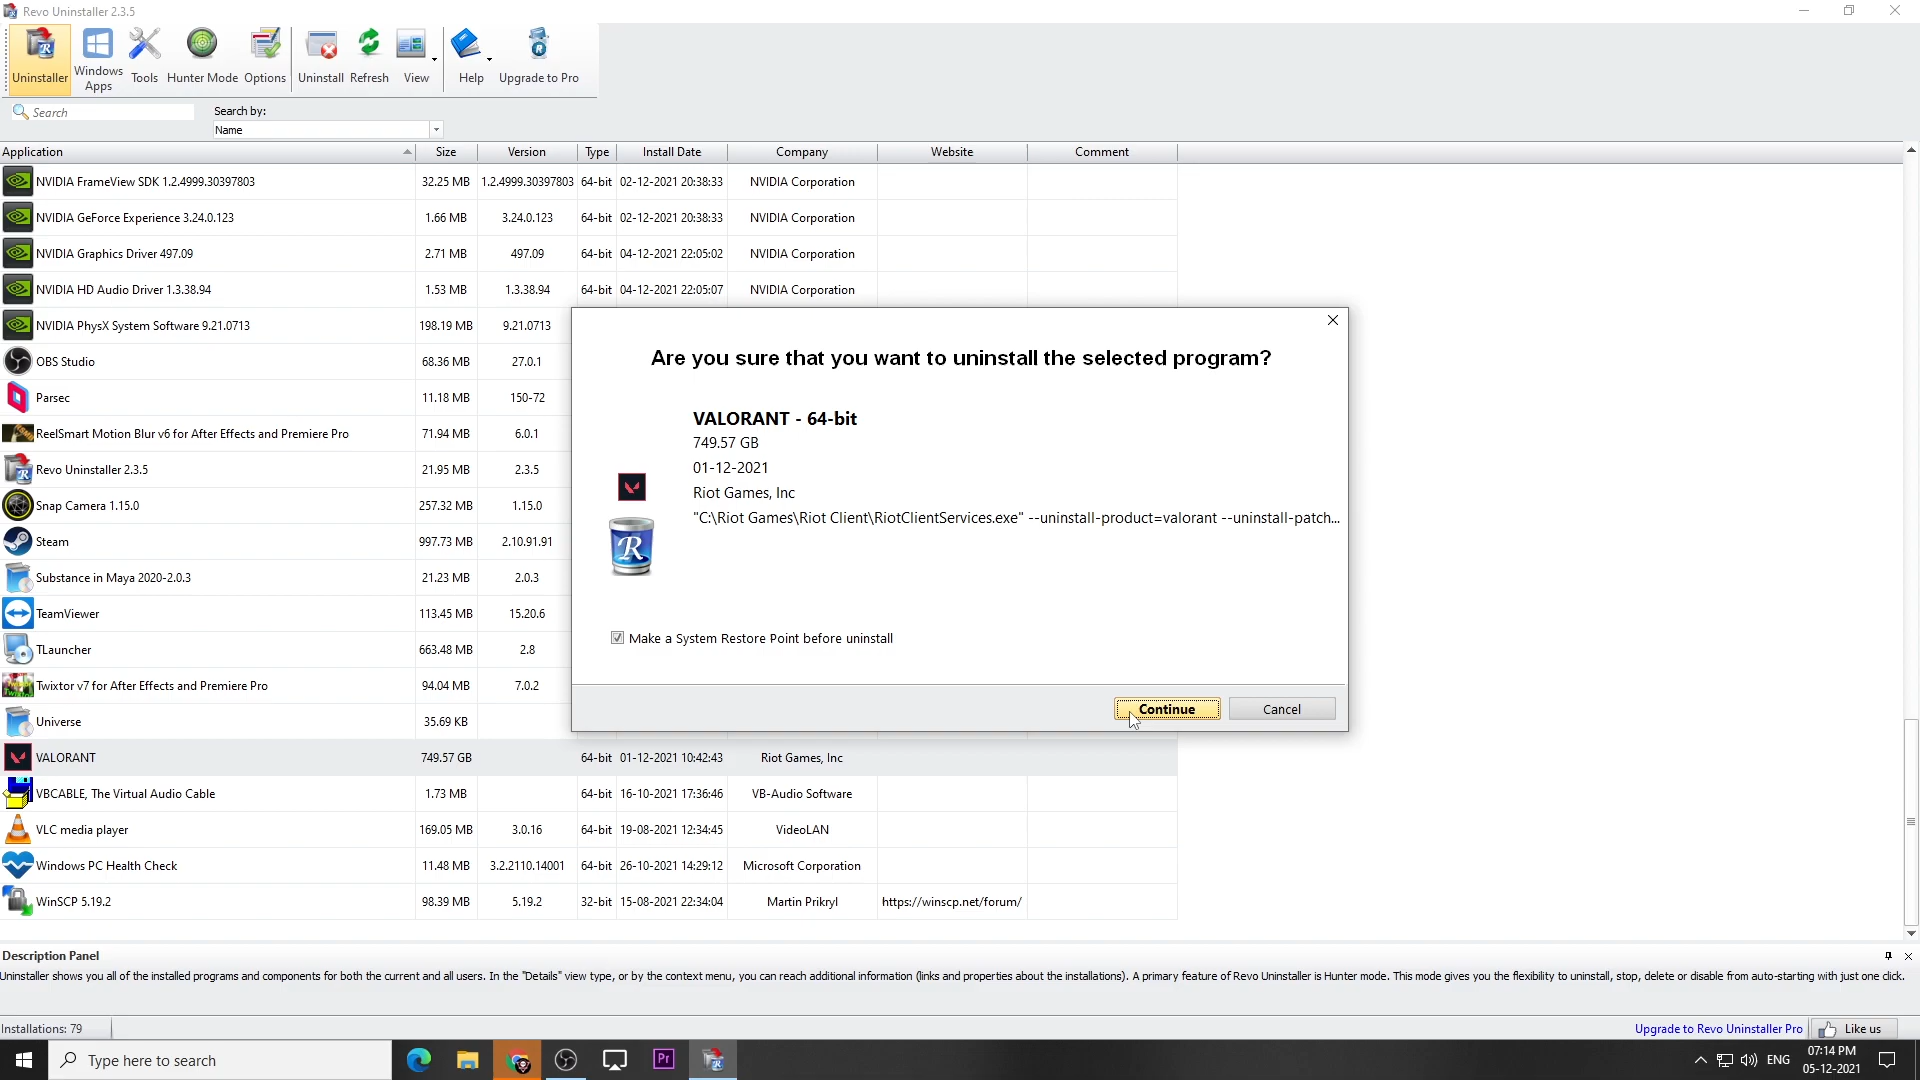 Revo Uninstaller 2.3.5
Uninstaller
Windows Apps
Tools
Hunter Mode
Options
Uninstall
Refresh
View
Help
Upgrade to Pro
Search
Search by:
Name
Application Size Version Type Install Date Company Website Comment
NVIDIA FrameView SDK 1.2.4999.30397803 32.25 MB 1.2.4999.30397803 64-bit 02-12-2021 20:38:33 NVIDIA Corporation
NVIDIA GeForce Experience 3.24.0.123 1.66 MB 3.24.0.123 64-bit 02-12-2021 20:38:33 NVIDIA Corporation
NVIDIA Graphics Driver 497.09 2.71 MB 497.09 64-bit 04-12-2021 22:05:02 NVIDIA Corporation
NVIDIA HD Audio Driver 1.3.38.94 1.53 MB 1.3.38.94 64-bit 04-12-2021 22:05:07 NVIDIA Corporation
NVIDIA PhysX System Software 9.21.0713 198.19 MB 9.21.0713
OBS Studio 68.36 MB 27.0.1
Parsec 11.18 MB 150-72
ReelSmart Motion Blur v6 for After Effects and Premiere Pro 71.94 MB 6.0.1
Revo Uninstaller 2.3.5 21.95 MB 2.3.5
Snap Camera 1.15.0 257.32 MB 1.15.0
Steam 997.73 MB 2.10.91.91
Substance in Maya 2020-2.0.3 21.23 MB 2.0.3
TeamViewer 113.45 MB 15.20.6
TLauncher 663.48 MB 2.8
Twixtor v7 for After Effects and Premiere Pro 94.04 MB 7.0.2
Universe 35.69 KB
VALORANT 749.57 GB 64-bit 01-12-2021 10:42:43 Riot Games, Inc
VBCABLE, The Virtual Audio Cable 1.73 MB 64-bit 16-10-2021 17:36:46 VB-Audio Software
VLC media player 169.05 MB 3.0.16 64-bit 19-08-2021 12:34:45 VideoLAN
Windows PC Health Check 11.48 MB 3.2.2110.14001 64-bit 26-10-2021 14:29:12 Microsoft Corporation
WinSCP 5.19.2 98.39 MB 5.19.2 32-bit 15-08-2021 22:34:04 Martin Prikryl https://winscp.net/forum/
Are you sure that you want to uninstall the selected program?
VALORANT - 64-bit
749.57 GB
01-12-2021
Riot Games, Inc
"C:\Riot Games\Riot Client\RiotClientServices.exe" --uninstall-product=valorant --uninstall-patch...
Make a System Restore Point before uninstall
Continue
Cancel
Description Panel
Uninstaller shows you all of the installed programs and components for both the current and all users. In the "Details" view type, or by the context menu, you can reach additional information (links and properties about the installations). A primary feature of Revo Uninstaller is Hunter mode. This mode gives you the flexibility to uninstall, stop, delete or disable from auto-starting with just one click.
Installations: 79
Upgrade to Revo Uninstaller Pro
Like us
Type here to search
Pr
ENG
07:14 PM
05-12-2021